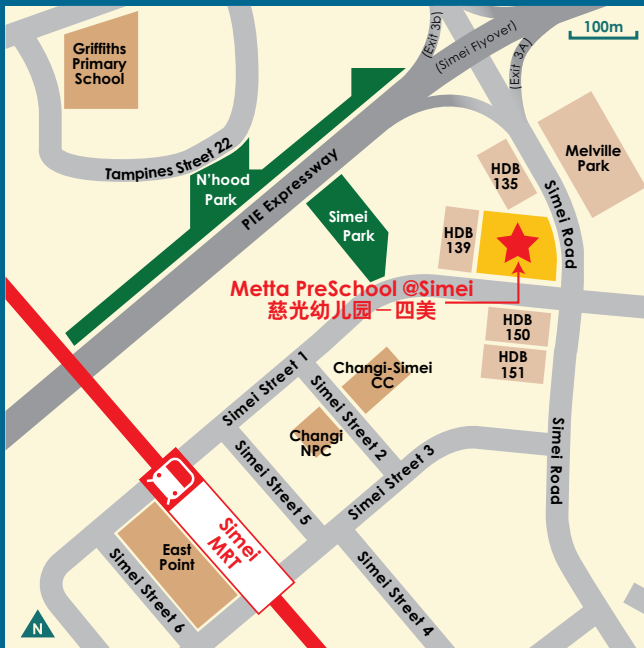 Griffiths
Primary
School
(Exit 3b)
(Simei Flyover)
(Exit 3A)
100m
Tampines Street 22
N'hood
Park
PIE Expressway
Simei
Park
HDB
135
Melville
Park
HDB
139
Simei Road
Metta PreSchool @Simei
慈光幼儿园－四美
HDB
150
HDB
151
Simei Street 1
Changi-Simei
CC
Simei Street 2
Changi
NPC
Simei Street 3
Simei Road
Simei Street 5
Simei
MRT
East
Point
Simei Street 6
Simei Street 4
N